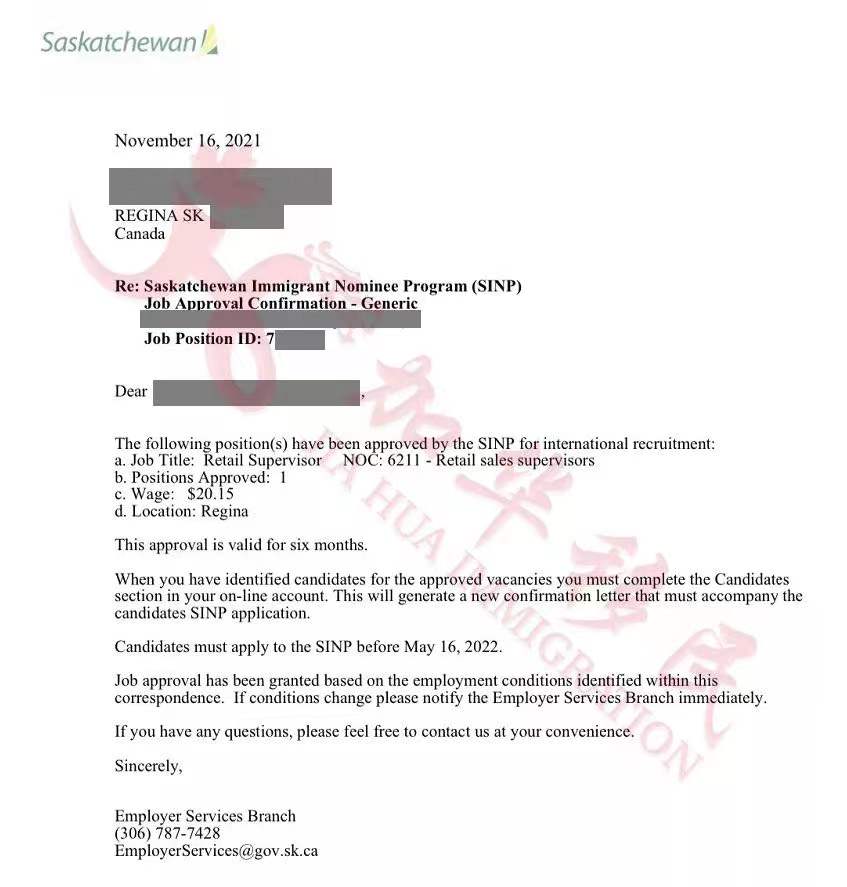 Saskatchewan
November 16, 2021
REGINA SK
Canada
Re: Saskatchewan Immigrant Nominee Program (SINP)
Job Approval Confirmation - Generic
Job Position ID: 7
Dear ,
The following position(s) have been approved by the SINP for international recruitment:
a. Job Title: Retail Supervisor NOC: 6211 - Retail sales supervisors
b. Positions Approved: 1
c. Wage: $20.15
d. Location: Regina
This approval is valid for six months.
When you have identified candidates for the approved vacancies you must complete the Candidates
section in your on-line account. This will generate a new confirmation letter that must accompany the
candidates SINP application.
Candidates must apply to the SINP before May 16, 2022.
Job approval has been granted based on the employment conditions identified within this
correspondence. If conditions change please notify the Employer Services Branch immediately.
If you have any questions, please feel free to contact us at your convenience.
Sincerely,
Employer Services Branch
(306) 787-7428
EmployerServices@gov.sk.ca
加华移民
JIA HUA IMMIGRATION